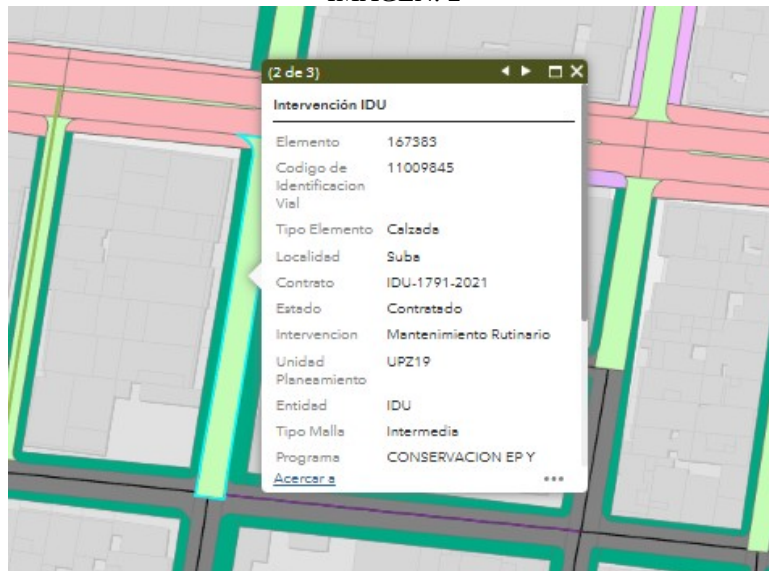 (2 de 3)
Intervención IDU
Elemento 167383
Codigo de Identificacion Vial 11009845
Tipo Elemento Calzada
Localidad Suba
Contrato IDU-1791-2021
Estado Contratado
Intervencion Mantenimiento Rutinario
Unidad Planeamiento UPZ19
Entidad IDU
Tipo Malla Intermedia
Programa CONSERVACION EP Y
Acercar a